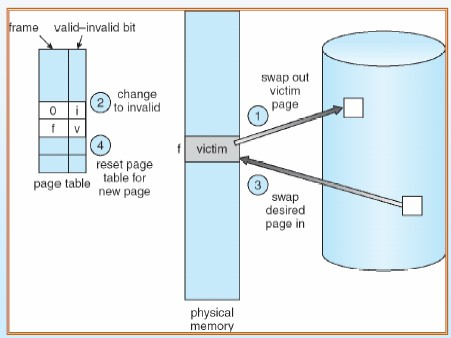 frame valid–invalid bit
0 i
f v
2 change
to invalid
4
reset page
table for
new page
page table
f victim
physical
memory
swap out
victim
page
1
3
swap
desired
page in